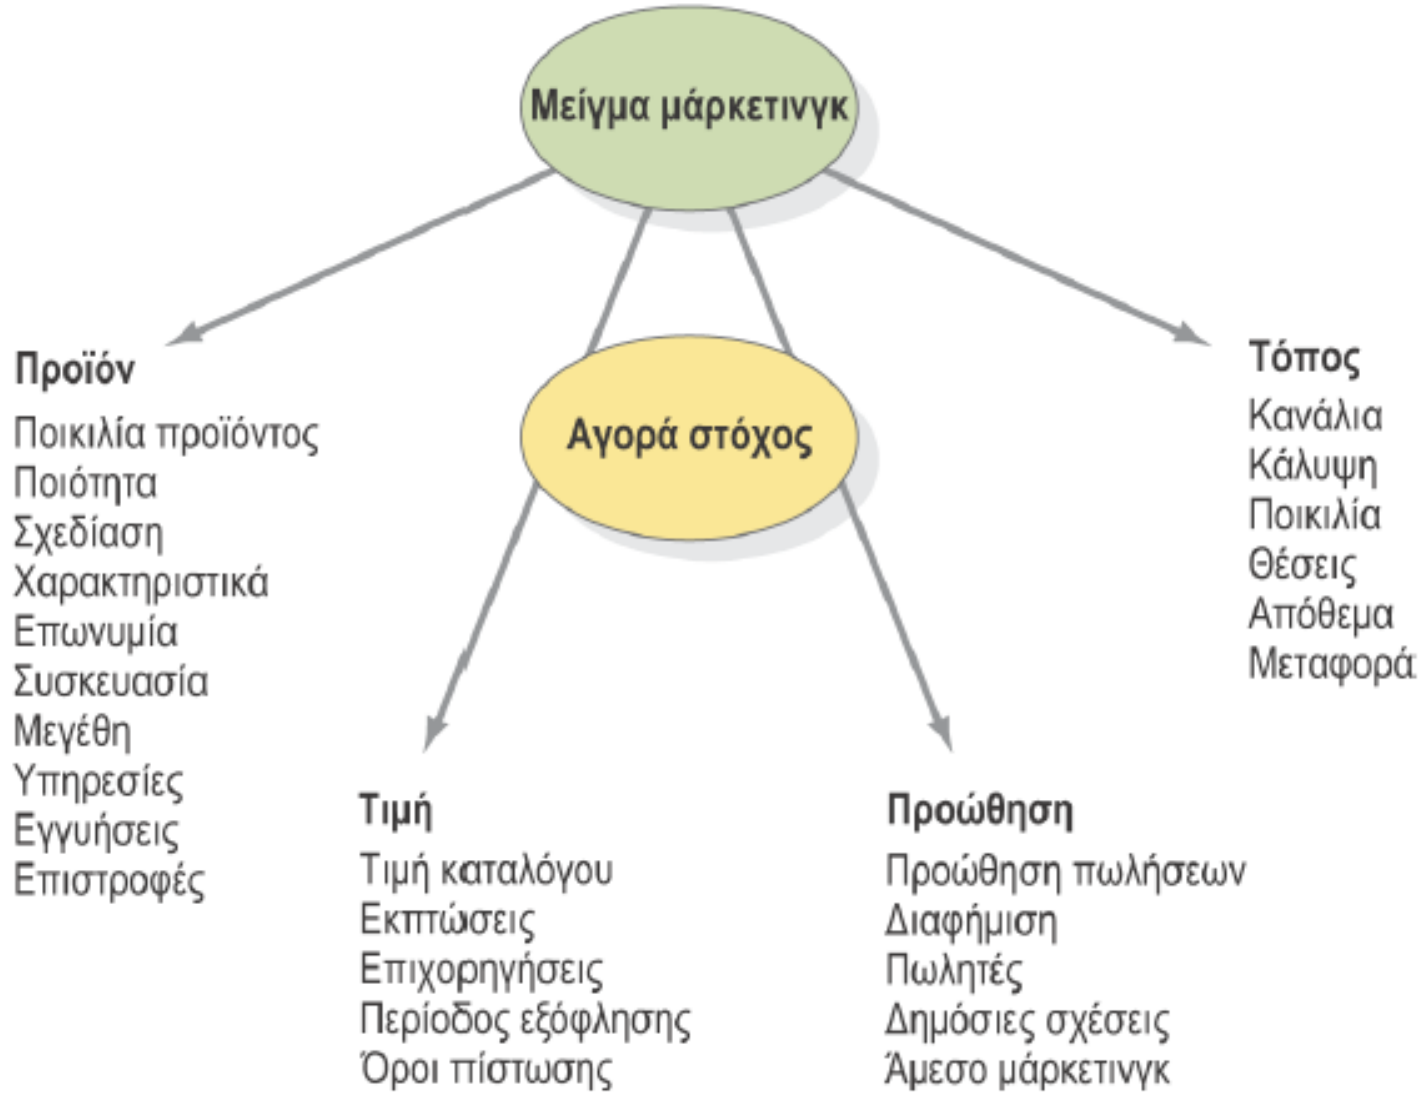 Μείγμα μάρκετινγκ
Αγορά στόχος
Προϊόν
Ποικιλία προϊόντος
Ποιότητα
Σχεδίαση
Χαρακτηριστικά
Επωνυμία
Συσκευασία
Μεγέθη
Υπηρεσίες
Εγγυήσεις
Επιστροφές
Τιμή
Τιμή καταλόγου
Εκπτώσεις
Επιχορηγήσεις
Περίοδος εξόφλησης
Όροι πίστωσης
Προώθηση
Προώθηση πωλήσεων
Διαφήμιση
Πωλητές
Δημόσιες σχέσεις
Άμεσο μάρκετινγκ
Τόπος
Κανάλια
Κάλυψη
Ποικιλία
Θέσεις
Απόθεμα
Μεταφορά